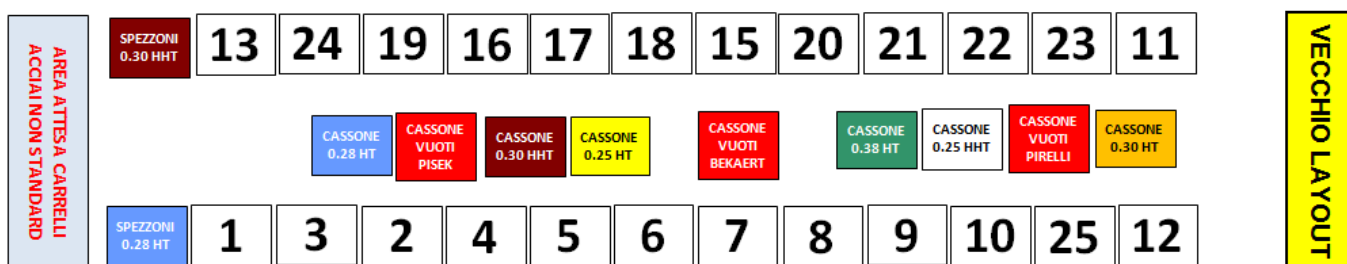 AREA ATTESA CARRELLI
ACCIAI NON STANDARD
SPEZZONI
0.30 HHT
13
24
19
16
17
18
15
20
21
22
23
11
CASSONE
0.28 HT
CASSONE
VUOTI
PISEK
CASSONE
0.30 HHT
CASSONE
0.25 HT
CASSONE
VUOTI
BEKAERT
CASSONE
0.38 HT
CASSONE
0.25 HHT
CASSONE
VUOTI
PIRELLI
CASSONE
0.30 HT
SPEZZONI
0.28 HT
1
3
2
4
5
6
7
8
9
10
25
12
VECCHIO LAYOUT